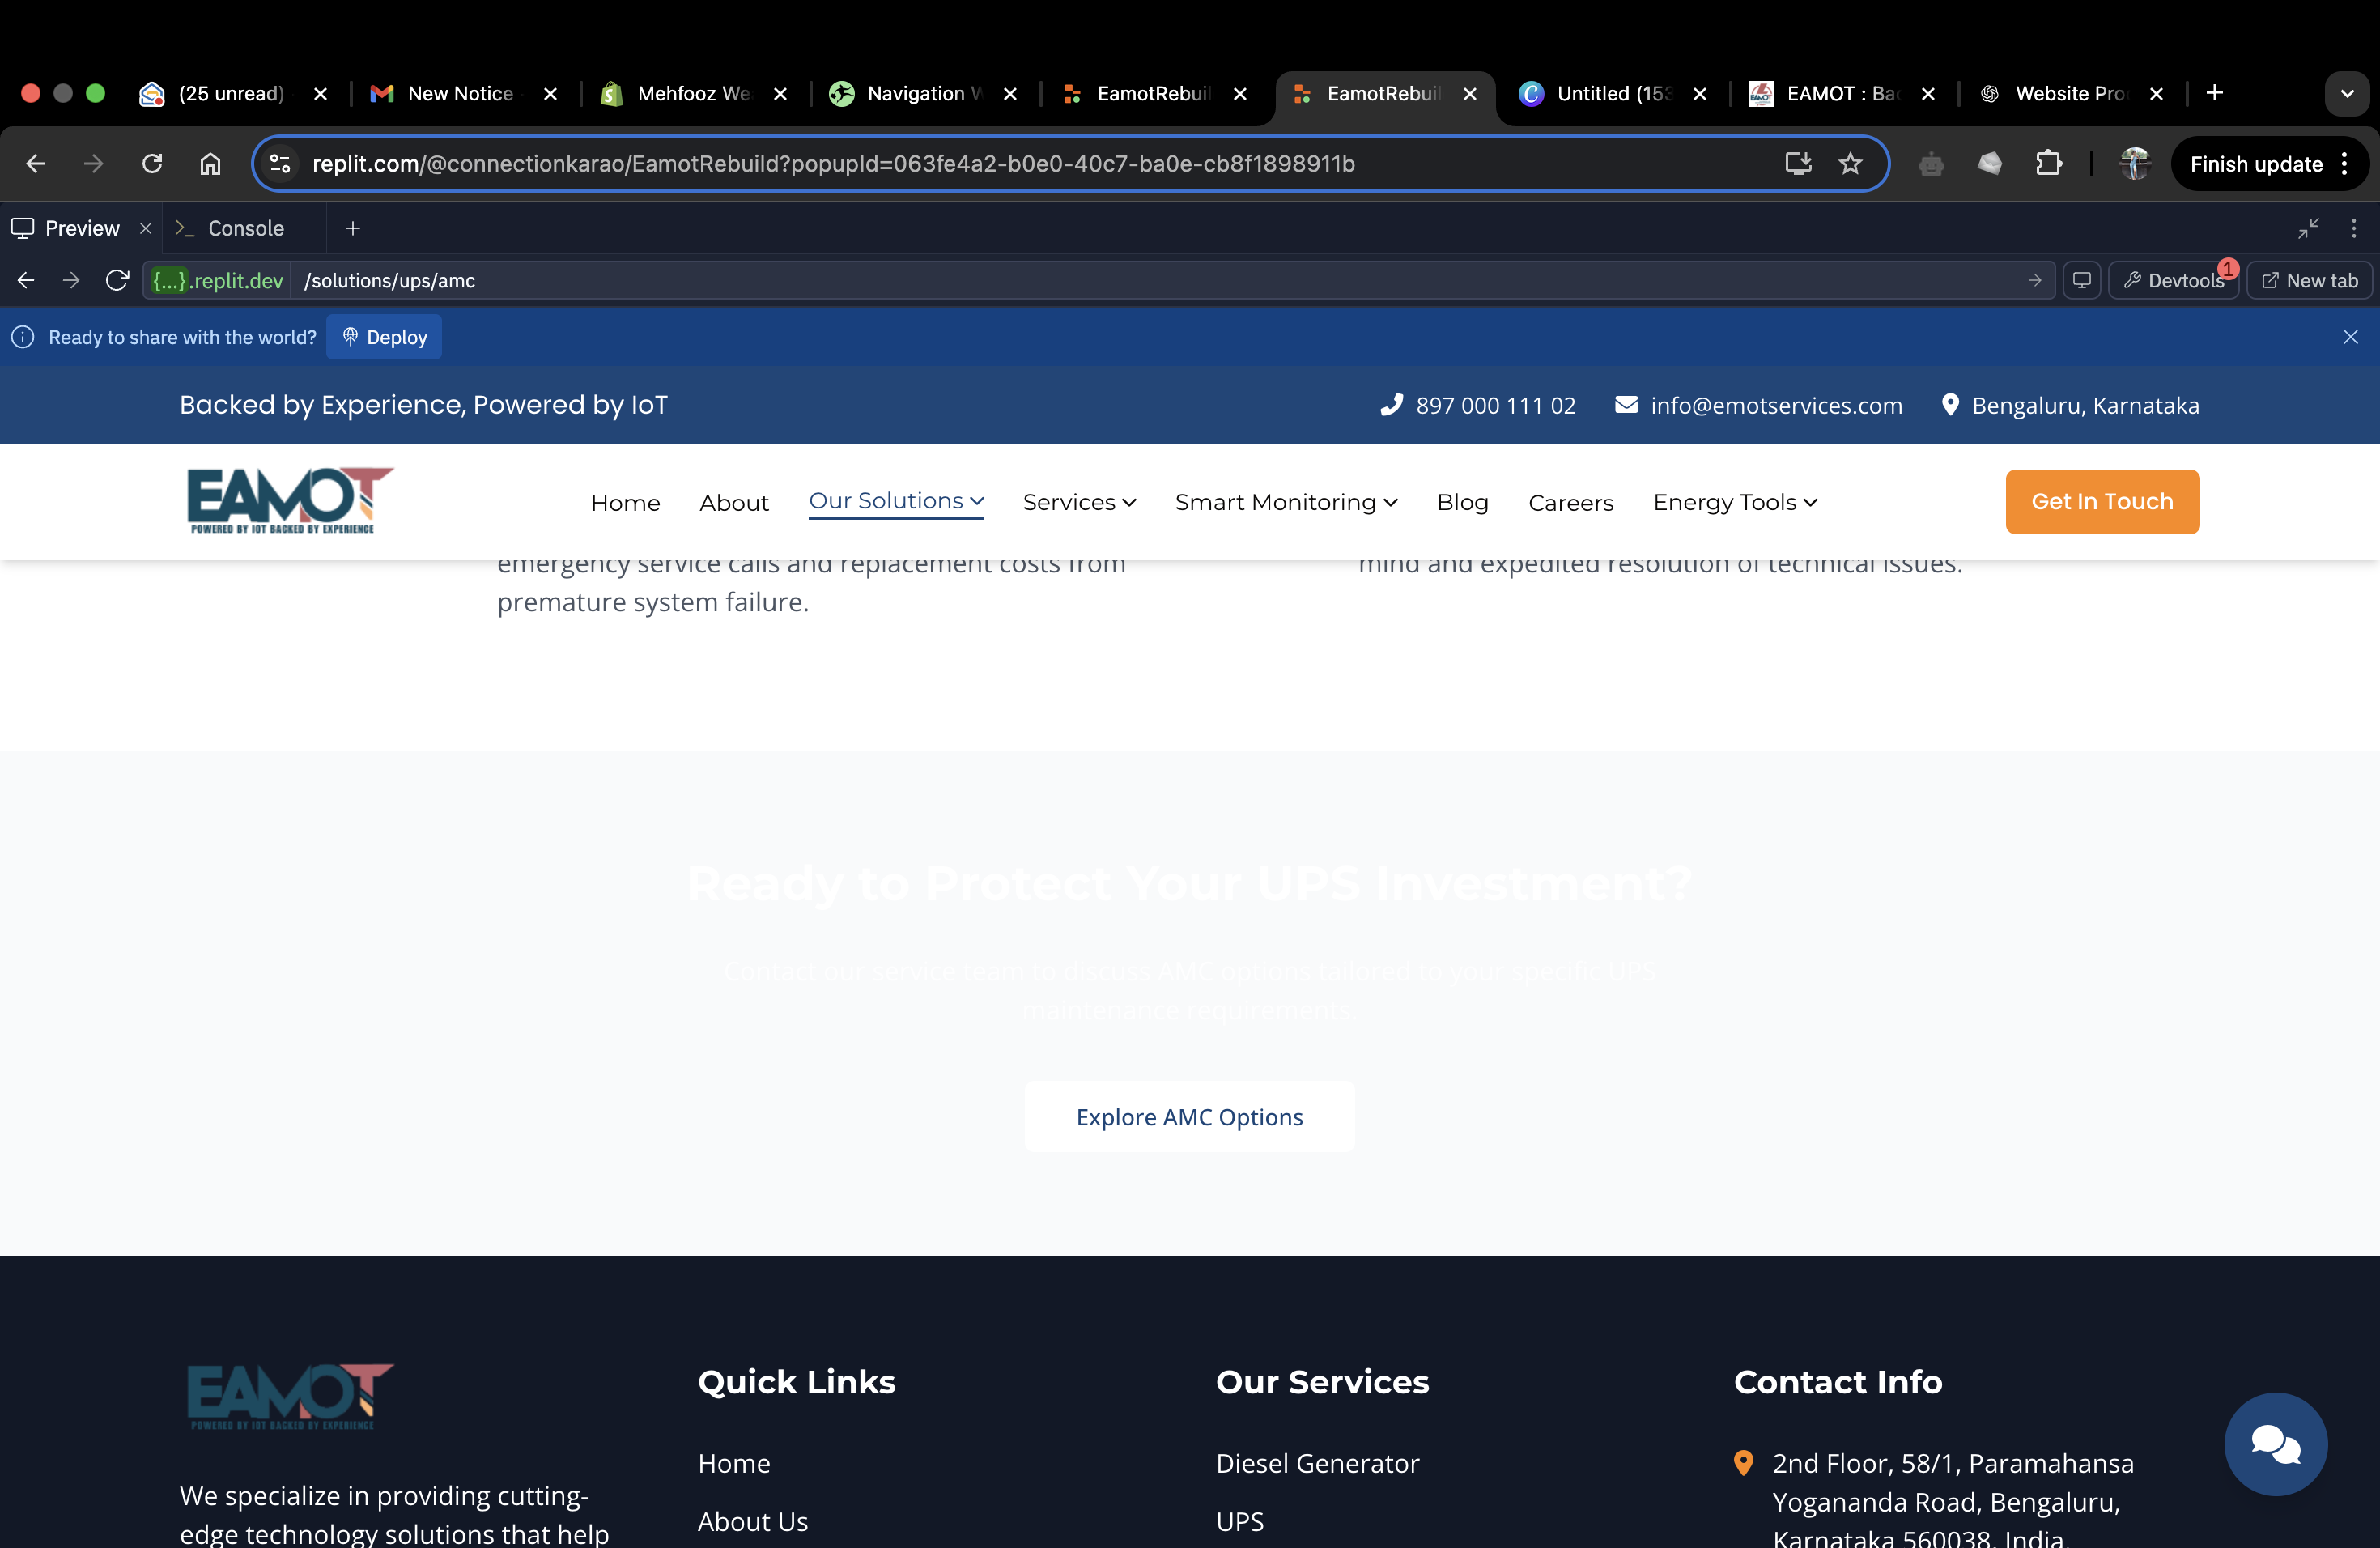 (25 unread)
New Notice
Mehfooz We
Navigation W
EamotRebuil
EamotRebuil
Untitled (153
EAMOT : Bac
Website Pro
replit.com/@connectionkarao/EamotRebuild?popupId=063fe4a2-b0e0-40c7-ba0e-cb8f1898911b
Finish update
Preview
Console
{...}.replit.dev /solutions/ups/amc
Devtools 1
New tab
Ready to share with the world? Deploy
Backed by Experience, Powered by IoT
897 000 111 02
info@emotservices.com
Bengaluru, Karnataka
EAMOT
POWERED BY IOT BACKED BY EXPERIENCE
Home About Our Solutions Services Smart Monitoring Blog Careers Energy Tools
Get In Touch
emergency service calls and replacement costs from
premature system failure.
mind and expedited resolution of technical issues.
Ready to Protect Your UPS Investment?
Contact our service team to discuss AMC options tailored to your specific UPS
maintenance requirements.
Explore AMC Options
EAMOT
POWERED BY IOT BACKED BY EXPERIENCE
We specialize in providing cutting-
edge technology solutions that help
Quick Links
Home
About Us
Our Services
Diesel Generator
UPS
Contact Info
2nd Floor, 58/1, Paramahansa
Yogananda Road, Bengaluru,
Karnataka 560038, India.